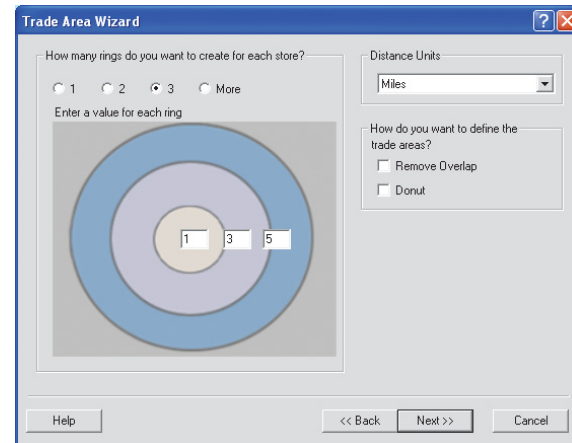 Trade Area Wizard
How many rings do you want to create for each store?
1 2 3 More
Enter a value for each ring
1 3 5
Distance Units
Miles
How do you want to define the
trade areas?
Remove Overlap
Donut
Help << Back Next >> Cancel